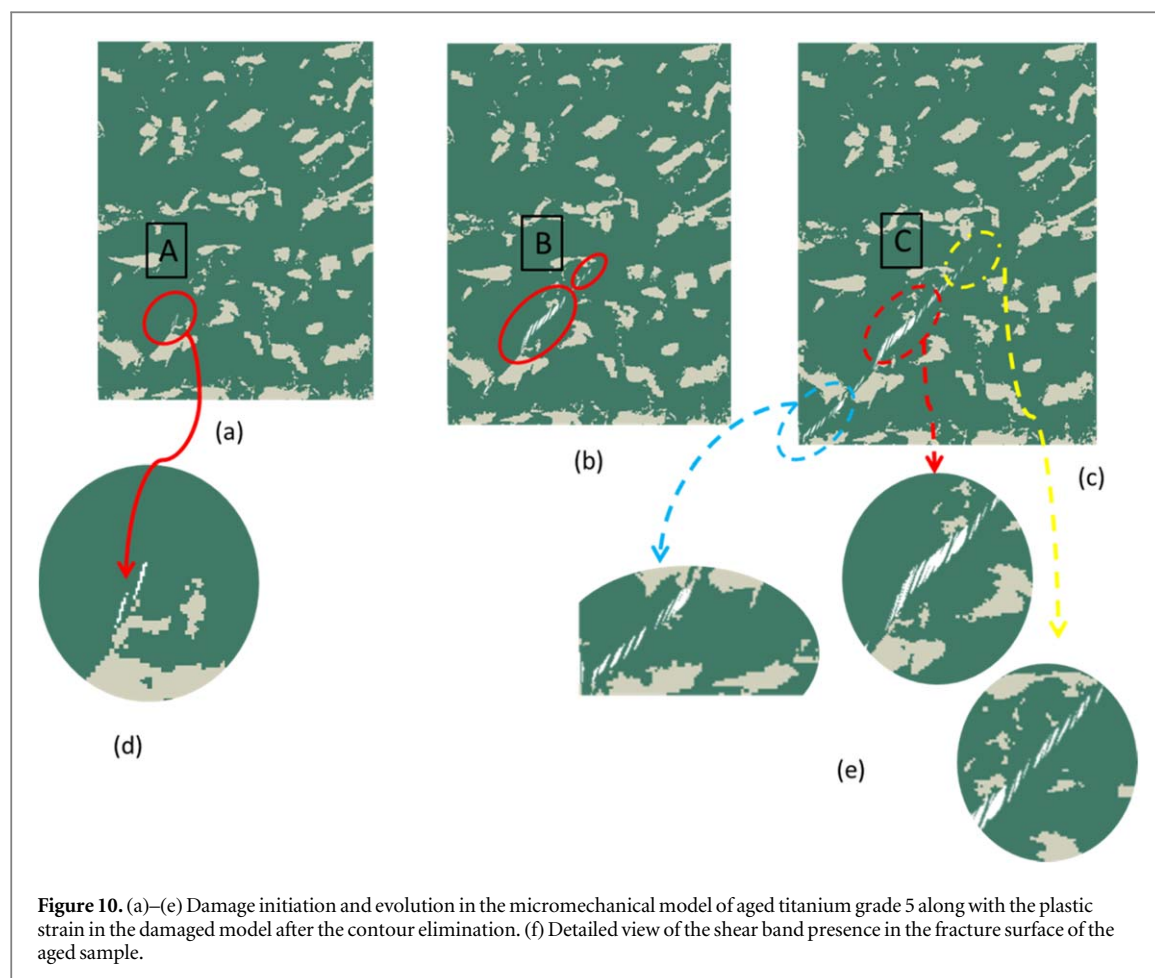 A
B
C
(a)
(b)
(c)
(d)
(e)
Figure 10. (a)–(e) Damage initiation and evolution in the micromechanical model of aged titanium grade 5 along with the plastic
strain in the damaged model after the contour elimination. (f) Detailed view of the shear band presence in the fracture surface of the
aged sample.